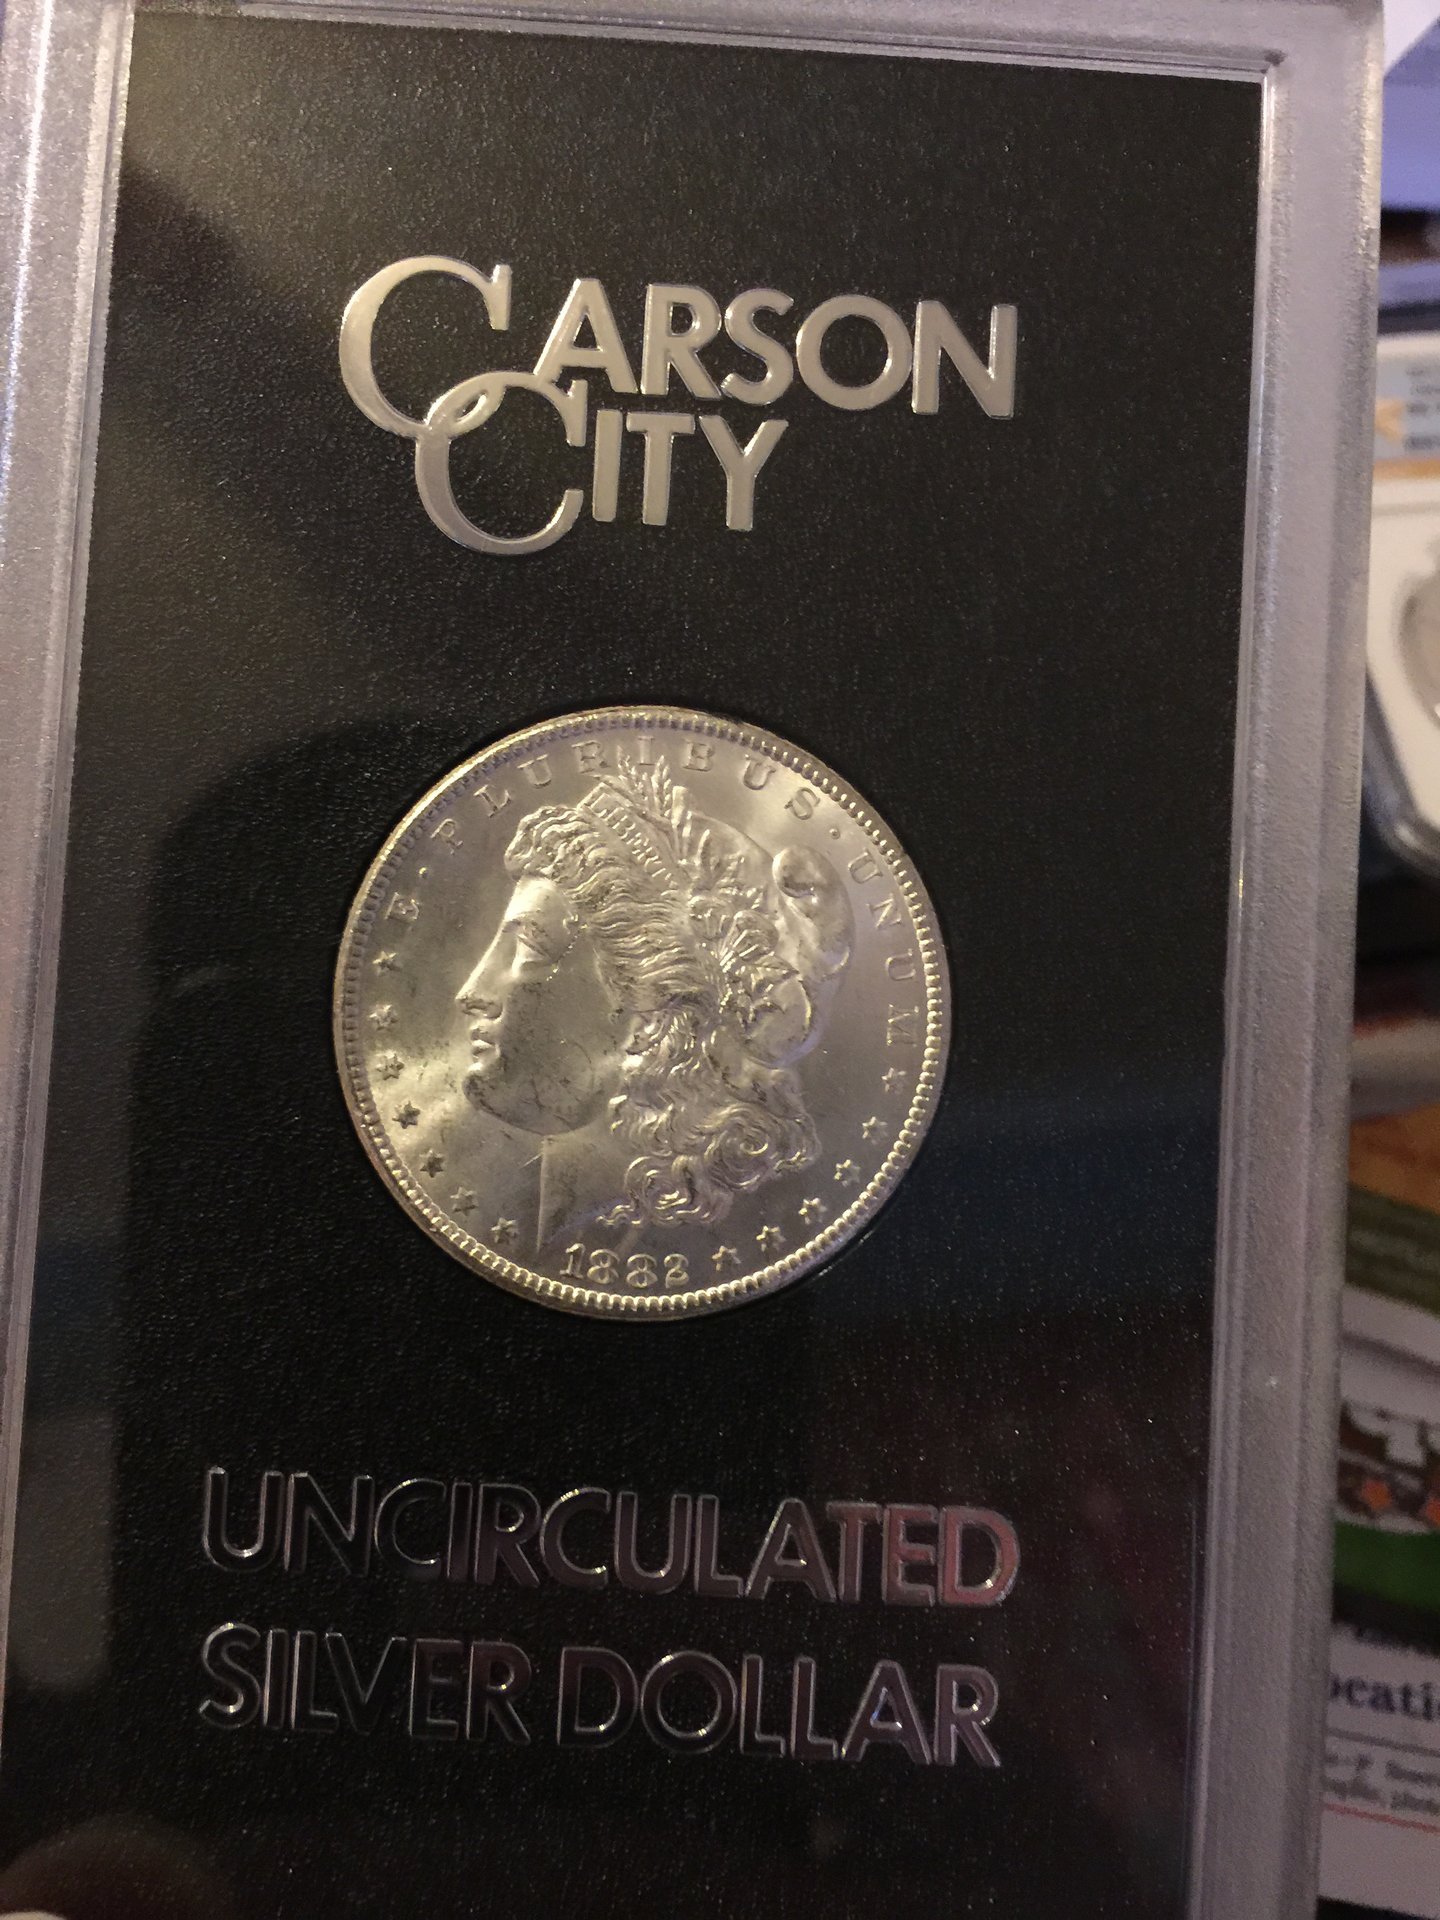 CARSON
CITY
E · PLURIBUS · UNUM
LIBERTY
1882
UNCIRCULATED
SILVER DOLLAR